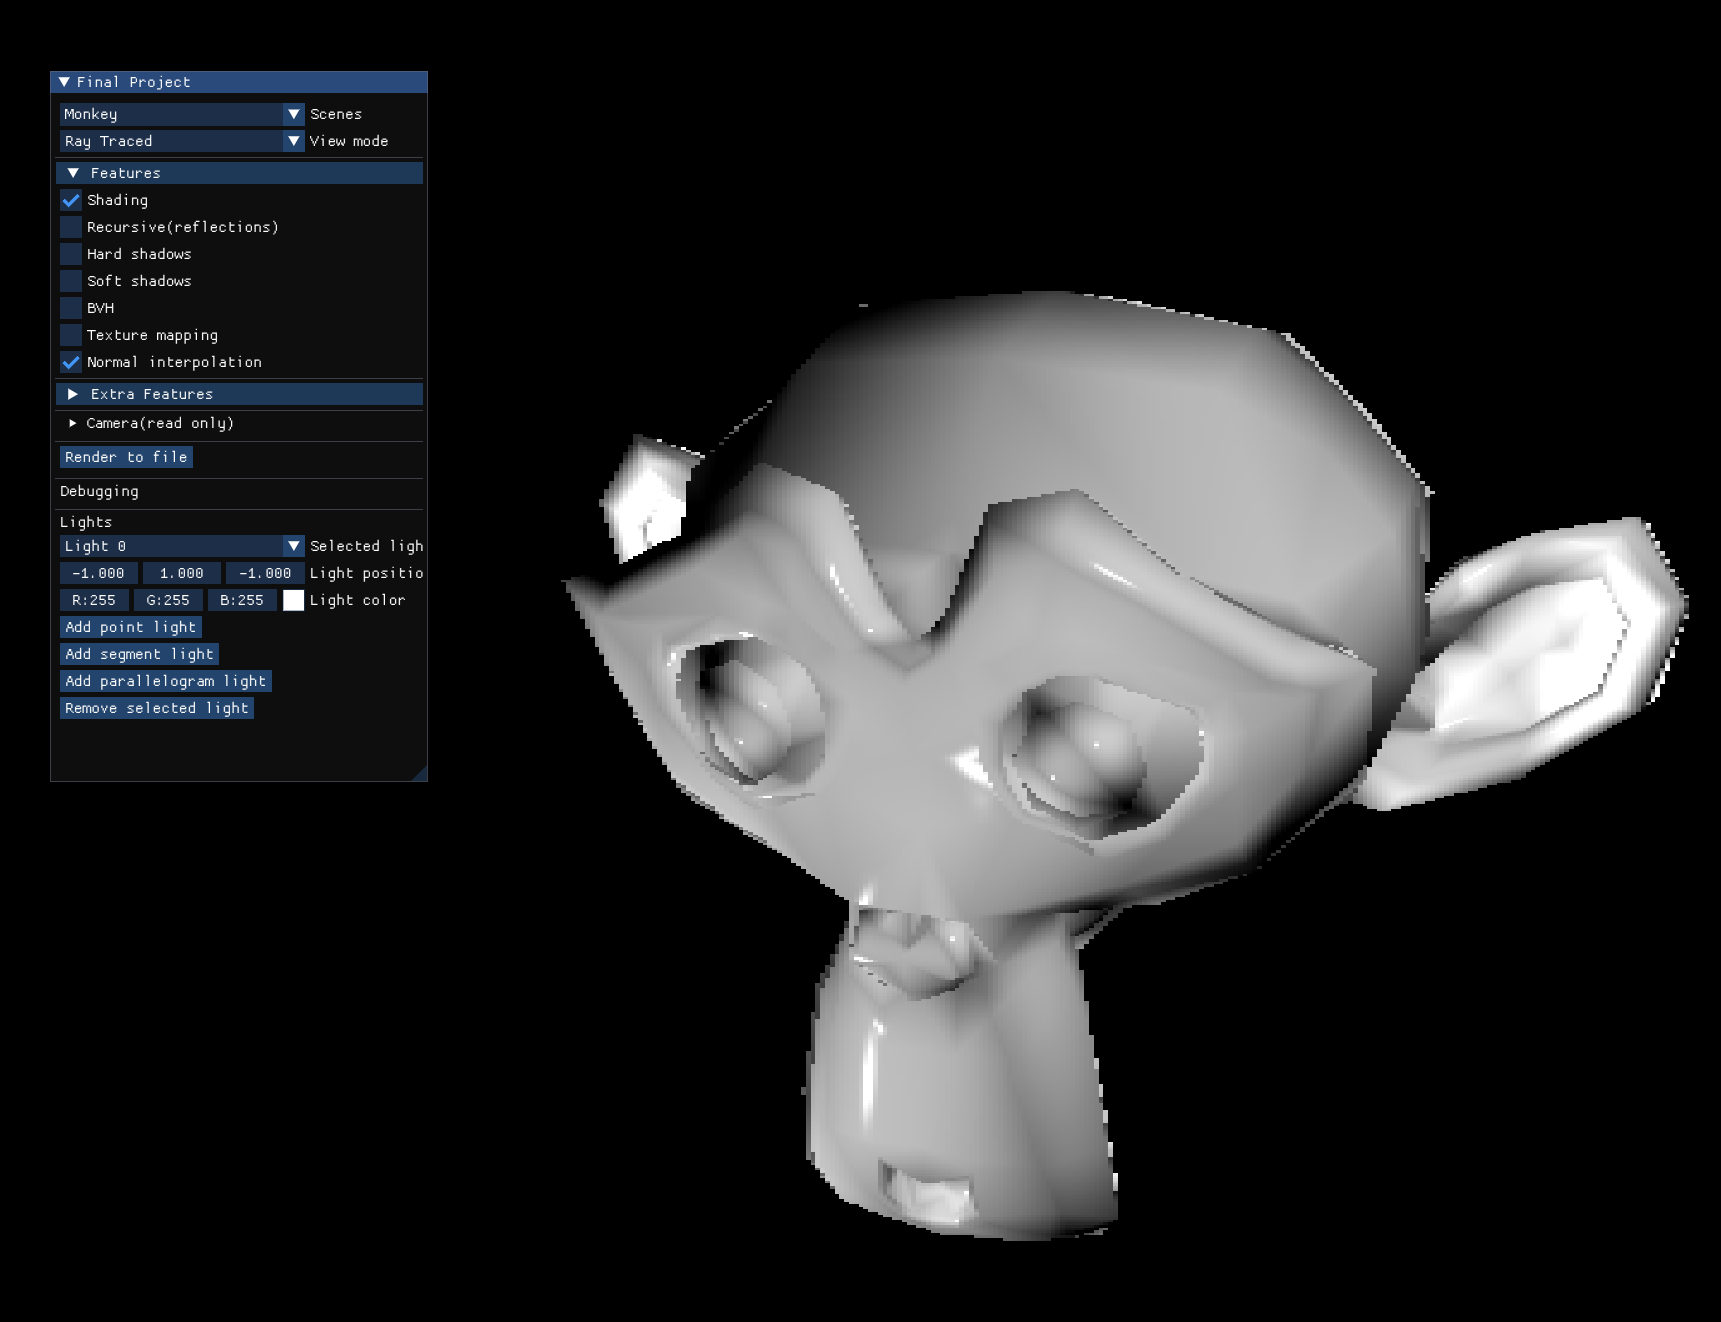 Final Project
Monkey Scenes
Ray Traced View mode
Features
Shading
Recursive(reflections)
Hard shadows
Soft shadows
BVH
Texture mapping
Normal interpolation
Extra Features
Camera(read only)
Render to file
Debugging
Lights
Light 0 Selected ligh
-1.000 1.000 -1.000 Light positio
R:255 G:255 B:255 Light color
Add point light
Add segment light
Add parallelogram light
Remove selected light